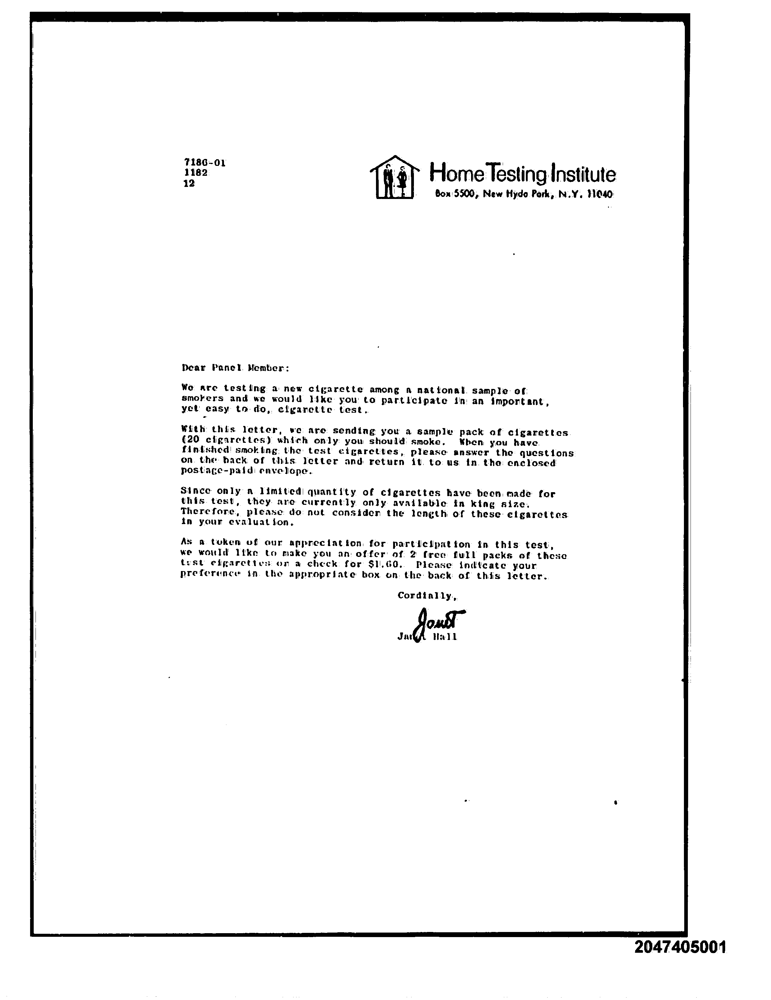 7186-01
1182
12
Home Testing Institute
Box 5500, New Hyde Park, N.Y. 11040
Dear Panel Member:
We are testing a new cigarette among a national sample of
smokers and we would like you to participate in an important,
yet easy to do, cigarette test.
With this letter, we are sending you a sample pack of cigarettes
(20 cigarettes) which only you should smoke. When you have
finished smoking the test cigarettes, please answer the questions
on the back of this letter and return it to us in the enclosed
postage-paid envelope.
Since only a limited quantity of cigarettes have been made for
this test, they are currently only available in king size.
Therefore, please do not consider the length of these cigarettes
in your evaluation.
As a token of our appreciation for participation in this test,
we would like to make you an offer of 2 free full packs of these
test cigarettes or a check for $1.60. Please indicate your
preference in the appropriate box on the back of this letter.
Cordially,
Janet
Hall
2047405001